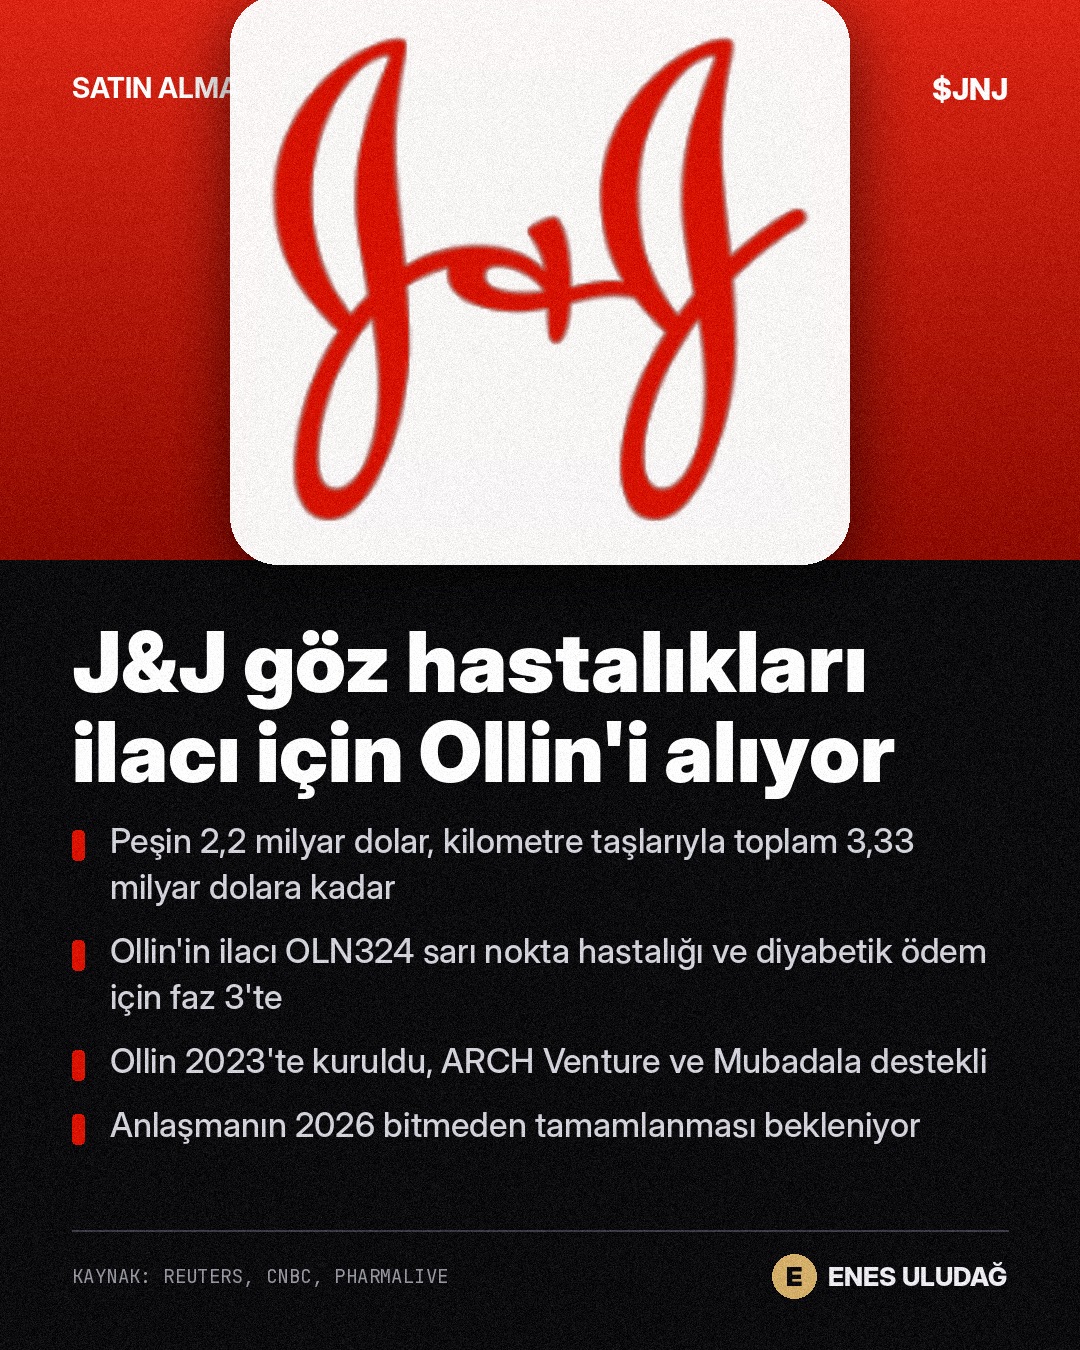 SATIN ALMA
$JNJ
J&J
J&J göz hastalıkları
ilacı için Ollin'i alıyor
Peşin 2,2 milyar dolar, kilometre taşlarıyla toplam 3,33
milyar dolara kadar
Ollin'in ilacı OLN324 sarı nokta hastalığı ve diyabetik ödem
için faz 3'te
Ollin 2023'te kuruldu, ARCH Venture ve Mubadala destekli
Anlaşmanın 2026 bitmeden tamamlanması bekleniyor
KAYNAK: REUTERS, CNBC, PHARMALIVE
E ENES ULUDAĞ